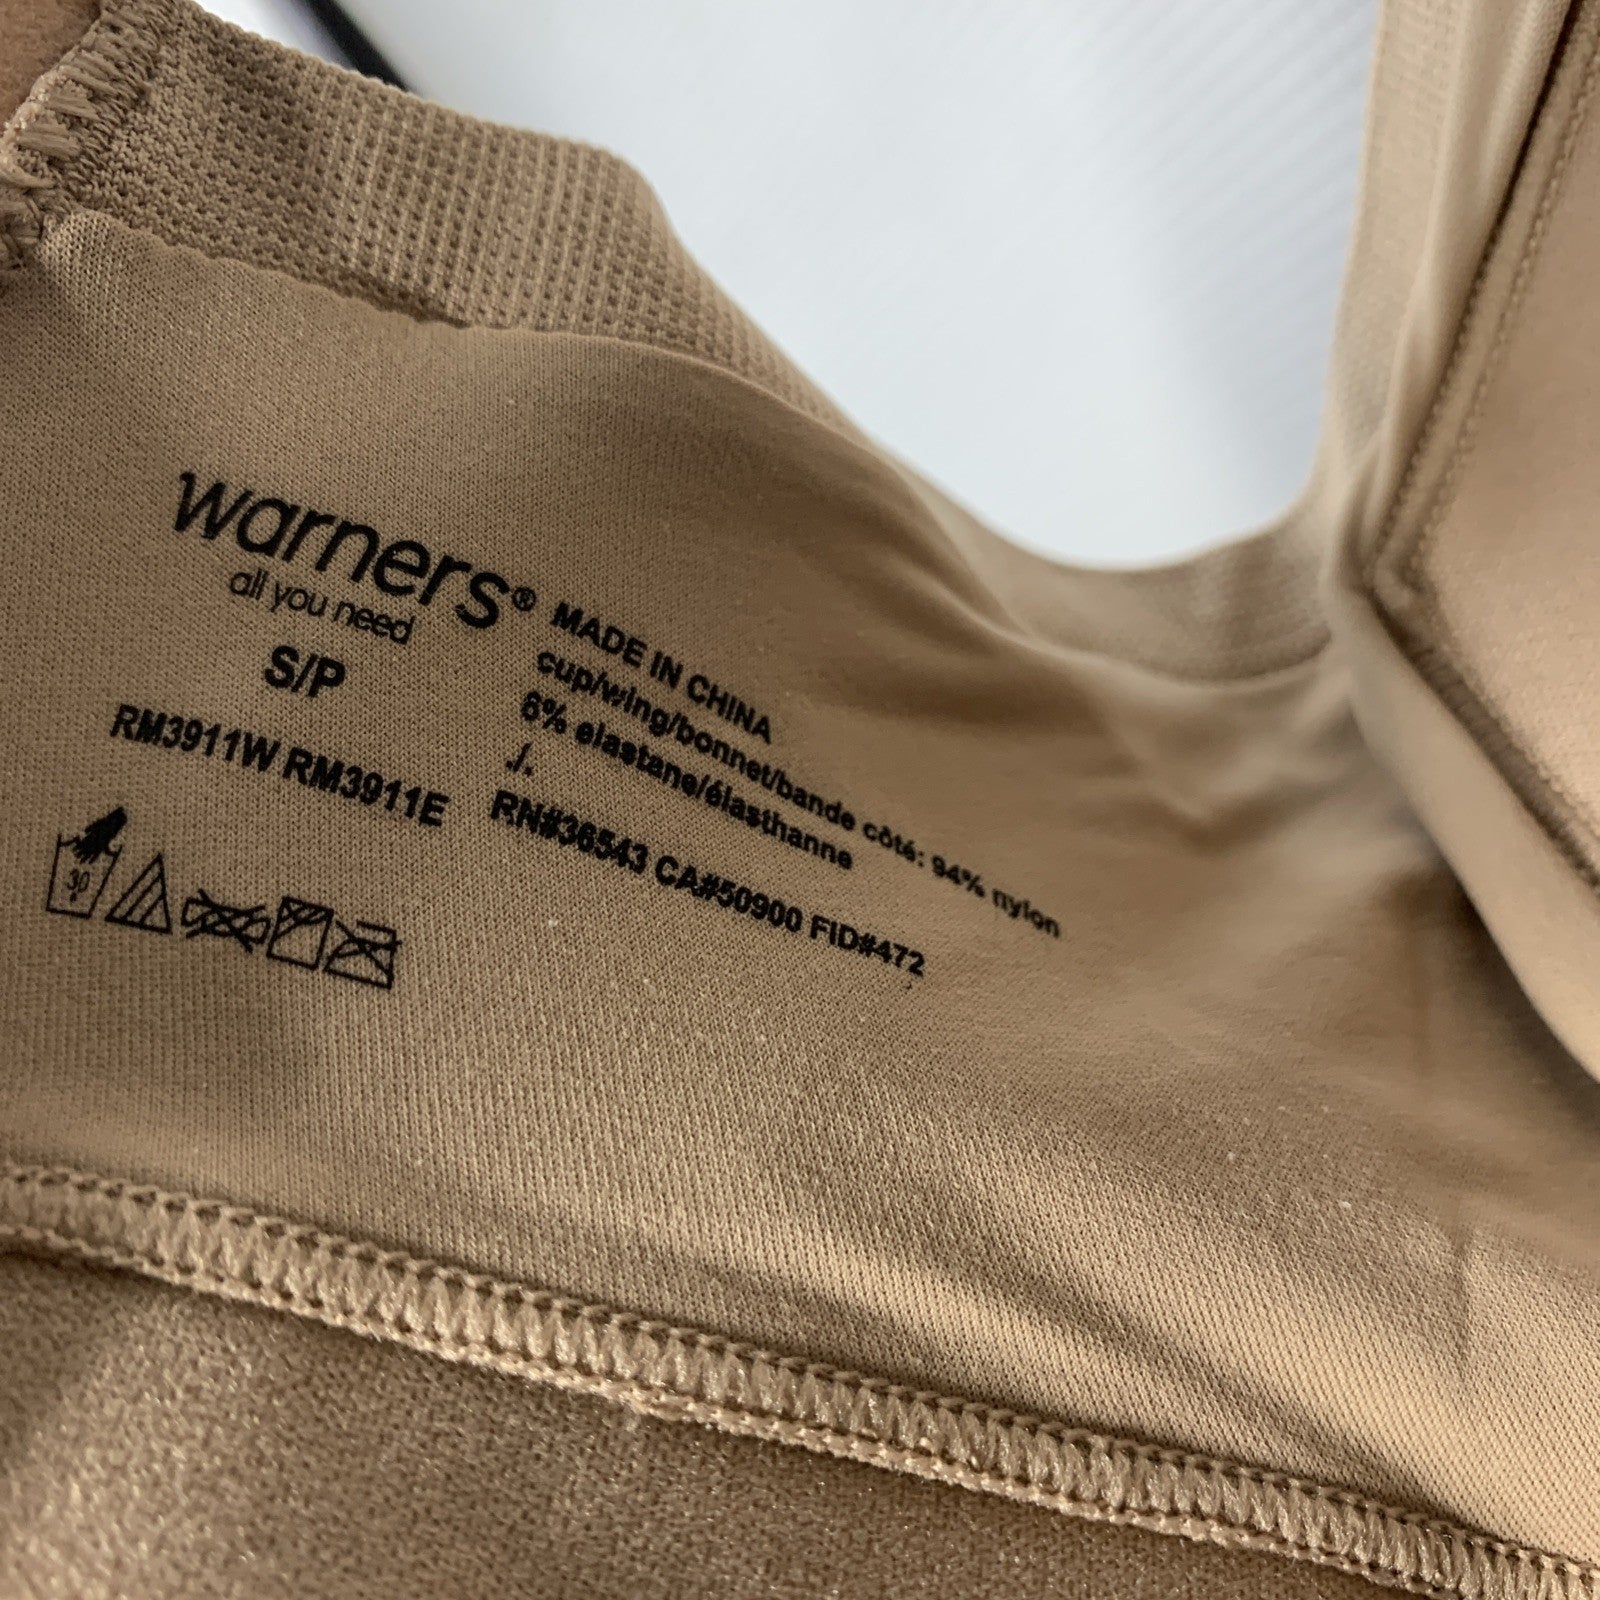 warners®
all you need
S/P
RM3911W RM3911E
30
MADE IN CHINA
cup/wing/bonnet/bande côté: 94% nylon
6% elastane/élasthanne
./.
RN#36543 CA#50900 FID#472